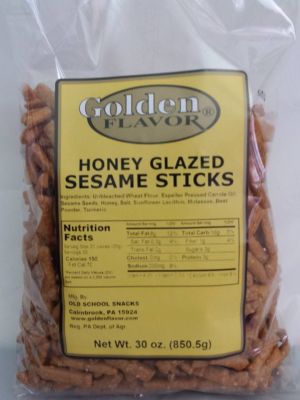 Golden®
FLAVOR
HONEY GLAZED
SESAME STICKS
Ingredients: Unbleached Wheat Flour, Expeller Pressed Canola Oil,
Sesame Seeds, Honey, Salt, Sunflower Lecithin, Molasses, Beet
Powder, Turmeric
Nutrition
Facts
Calories 150
Amount Serving
Total Fat
Total Carb
Sat. Fat
Fiber
Trans Fat
Sugars
Protein
Sodium
Mfg. By:
OLD SCHOOL SNACKS
Cairnbrook, PA 15924
www.goldenflavor.com
Reg. PA Dept. of Agr
Net Wt. 30 oz. (850.5g)